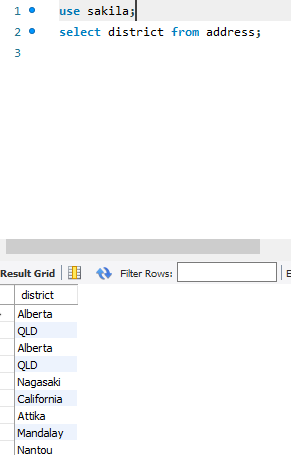 1 use sakila;
2 select district from address;
3
Result Grid Filter Rows: E
district
Alberta
QLD
Alberta
QLD
Nagasaki
California
Attika
Mandalay
Nantou